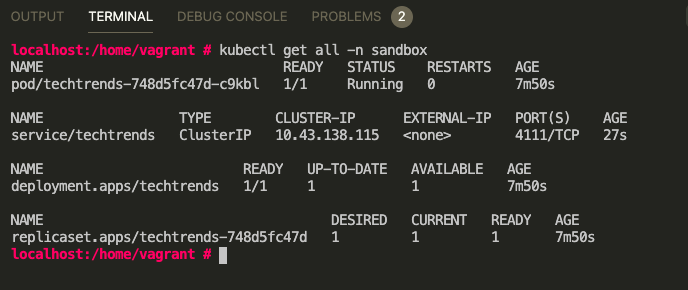 OUTPUT TERMINAL DEBUG CONSOLE PROBLEMS 2
localhost:/home/vagrant # kubectl get all -n sandbox
NAME READY STATUS RESTARTS AGE
pod/techtrends-748d5fc47d-c9kbl 1/1 Running 0 7m50s
NAME TYPE CLUSTER-IP EXTERNAL-IP PORT(S) AGE
service/techtrends ClusterIP 10.43.138.115 <none> 4111/TCP 27s
NAME READY UP-TO-DATE AVAILABLE AGE
deployment.apps/techtrends 1/1 1 1 7m50s
NAME DESIRED CURRENT READY AGE
replicaset.apps/techtrends-748d5fc47d 1 1 1 7m50s
localhost:/home/vagrant #